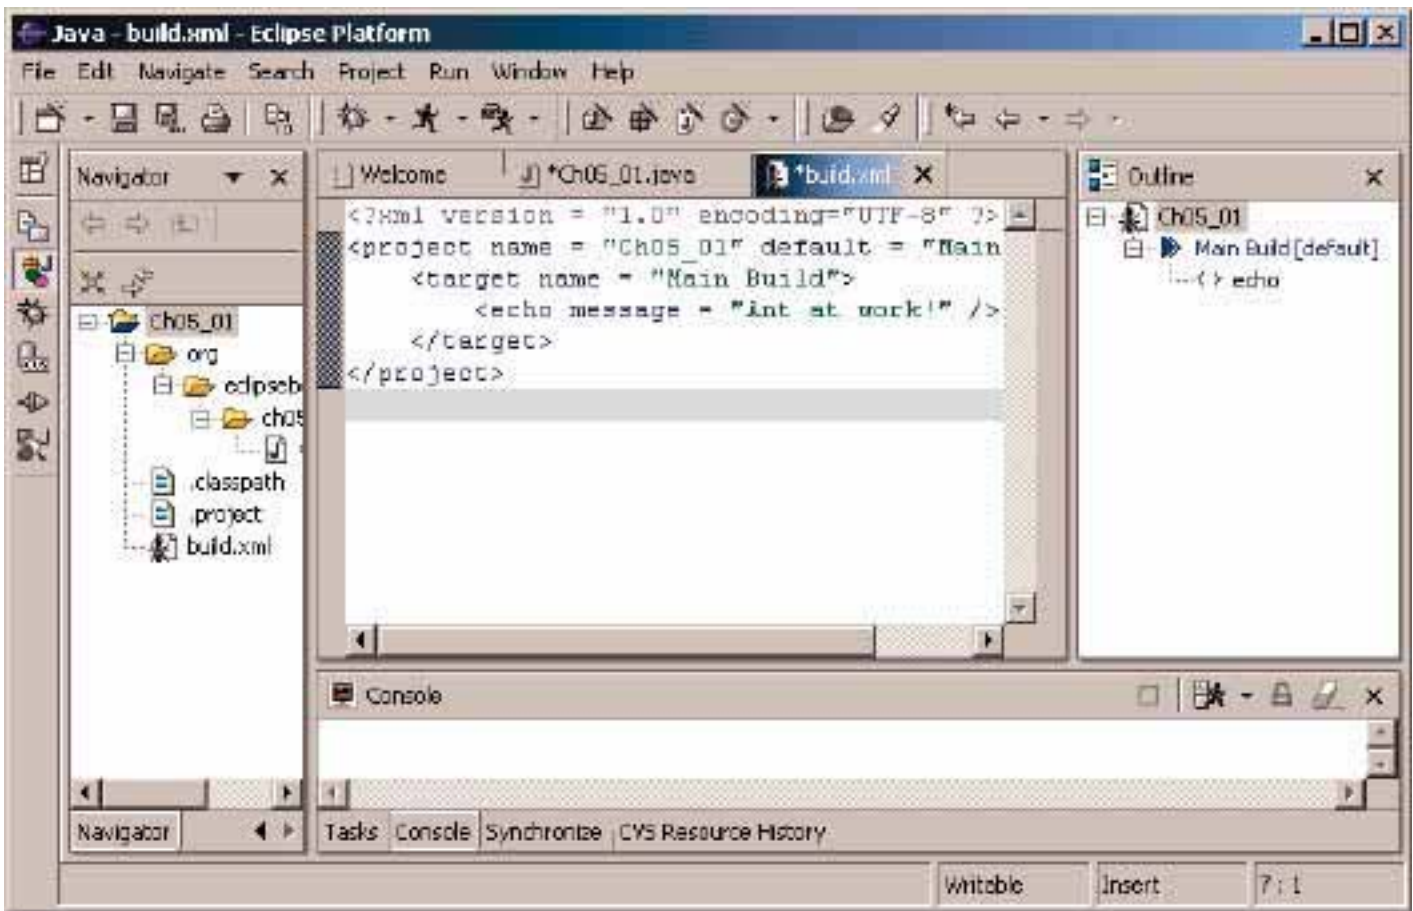 Java - build.xml - Eclipse Platform
File Edit Navigate Search Project Run Window Help
Navigator
Welcome
*Ch05_01.java
*build.xml
Outline
<?xml version = "1.0" encoding="UTF-8" ?>
<project name = "Ch05_01" default = "Main
<target name = "Main Build">
<echo message = "Ant at work!" />
</target>
</project>
Ch05_01
org
eclipseb
ch05
.classpath
.project
build.xml
Ch05_01
Main Build[default]
echo
Console
Navigator
Tasks Console Synchronize CVS Resource History
Writable Insert 7 : 1